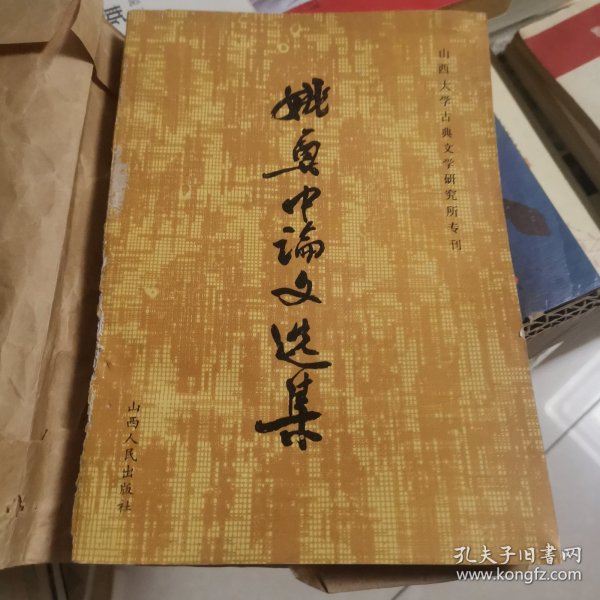 山西大学古典文学研究所专刊
姚奠中论文选集
山西人民出版社
孔夫子旧书网
www.kongfz.com